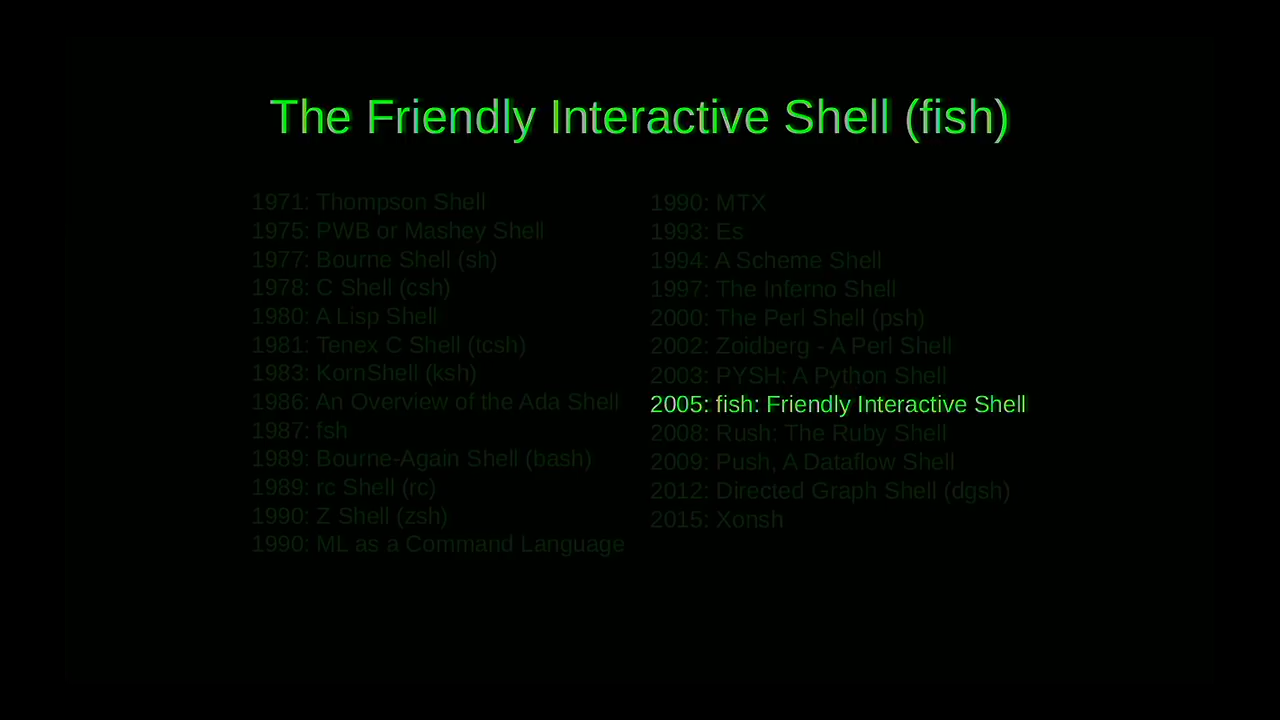 The Friendly Interactive Shell (fish)
1971: Thompson Shell
1975: PWB or Mashey Shell
1977: Bourne Shell (sh)
1978: C Shell (csh)
1980: A Lisp Shell
1981: Tenex C Shell (tcsh)
1983: KornShell (ksh)
1986: An Overview of the Ada Shell
1987: fsh
1989: Bourne-Again Shell (bash)
1989: rc Shell (rc)
1990: Z Shell (zsh)
1990: ML as a Command Language
1990: MTX
1993: Es
1994: A Scheme Shell
1997: The Inferno Shell
2000: The Perl Shell (psh)
2002: Zoidberg - A Perl Shell
2003: PYSH: A Python Shell
2005: fish: Friendly Interactive Shell
2008: Rush: The Ruby Shell
2009: Push, A Dataflow Shell
2012: Directed Graph Shell (dgsh)
2015: Xonsh